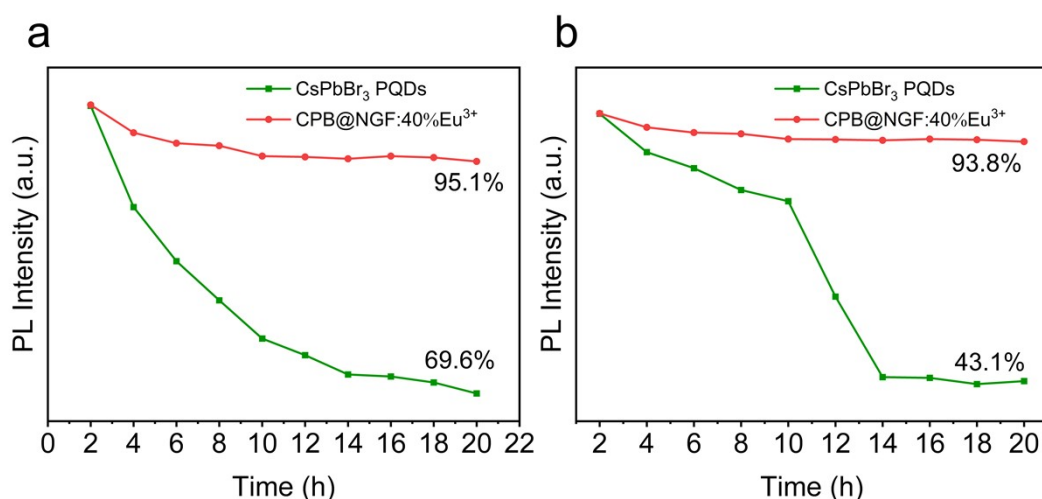 a
CsPbBr₃ PQDs
CPB@NGF:40%Eu³⁺
95.1%
69.6%
PL Intensity (a.u.)
0 2 4 6 8 10 12 14 16 18 20 22
Time (h)
b
CsPbBr₃ PQDs
CPB@NGF:40%Eu³⁺
93.8%
43.1%
PL Intensity (a.u.)
2 4 6 8 10 12 14 16 18 20
Time (h)